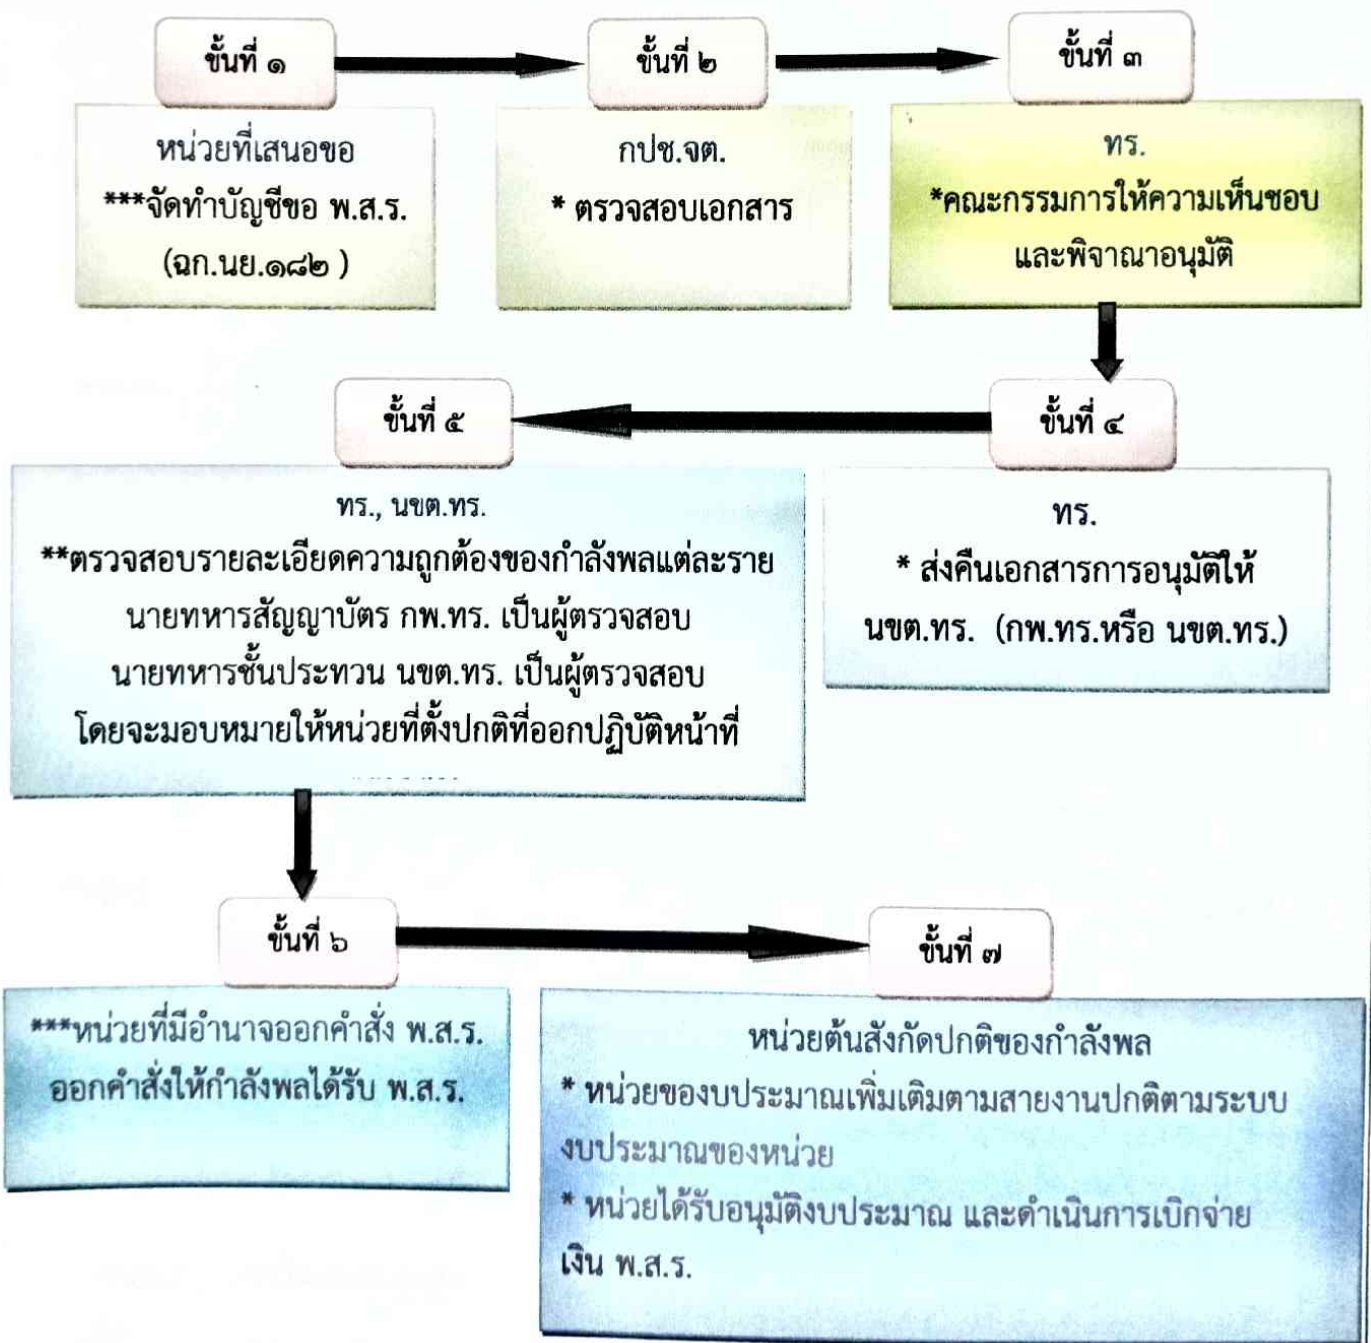 ขั้นที่ ๑
ขั้นที่ ๒
ขั้นที่ ๓
หน่วยที่เสนอขอ
***จัดทำบัญชีขอ พ.ส.ร.
(ฉก.นย.๑๘๒ )
กปช.จต.
* ตรวจสอบเอกสาร
ทร.
*คณะกรรมการให้ความเห็นชอบ
และพิจาณาอนุมัติ
ขั้นที่ ๔
ทร.
* ส่งคืนเอกสารการอนุมัติให้
นขต.ทร. (กพ.ทร.หรือ นขต.ทร.)
ขั้นที่ ๕
ทร., นขต.ทร.
**ตรวจสอบรายละเอียดความถูกต้องของกำลังพลแต่ละราย
นายทหารสัญญาบัตร กพ.ทร. เป็นผู้ตรวจสอบ
นายทหารชั้นประทวน นขต.ทร. เป็นผู้ตรวจสอบ
โดยจะมอบหมายให้หน่วยที่ตั้งปกติที่ออกปฏิบัติหน้าที่
ขั้นที่ ๖
***หน่วยที่มีอำนาจออกคำสั่ง พ.ส.ร.
ออกคำสั่งให้กำลังพลได้รับ พ.ส.ร.
ขั้นที่ ๗
หน่วยต้นสังกัดปกติของกำลังพล
* หน่วยของบประมาณเพิ่มเติมตามสายงานปกติตามระบบ
งบประมาณของหน่วย
* หน่วยได้รับอนุมัติงบประมาณ และดำเนินการเบิกจ่าย
เงิน พ.ส.ร.